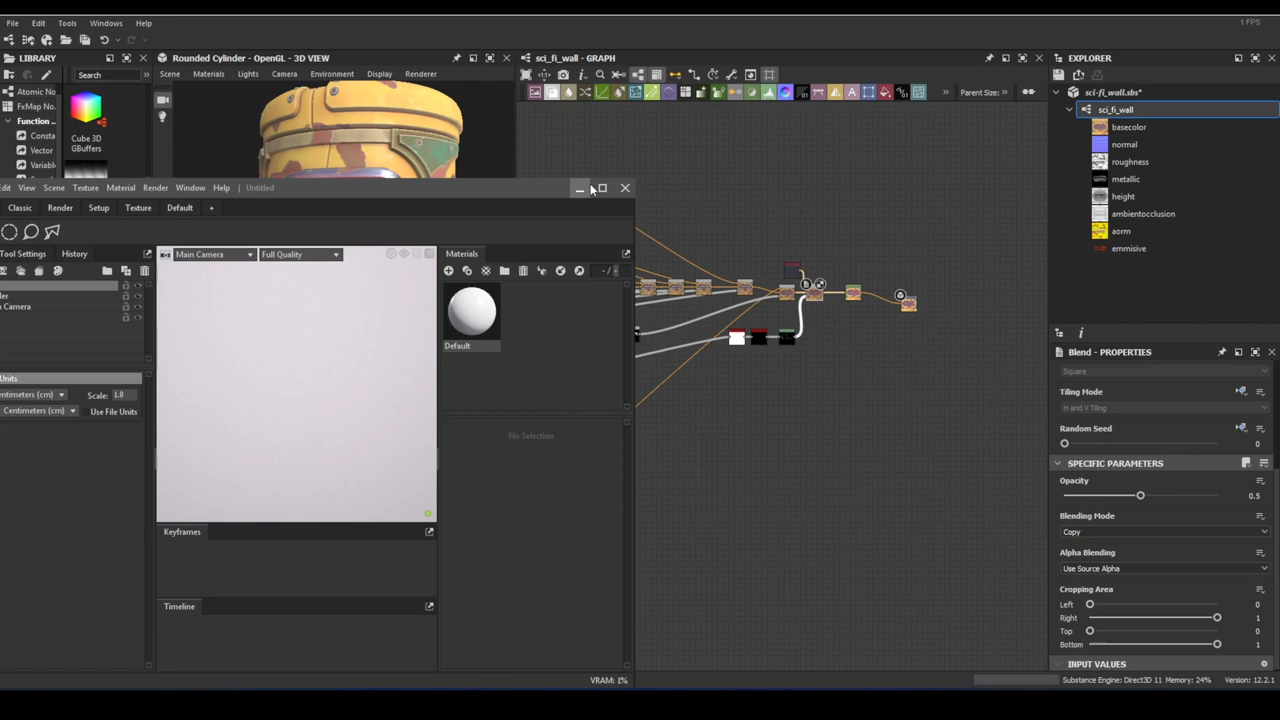 File Edit Tools Windows Help
1 FPS
LIBRARY
Rounded Cylinder - OpenGL - 3D VIEW
sci_fi_wall - GRAPH
EXPLORER
Search
Scene Materials Lights Camera Environment Display Renderer
Atomic No
FxMap No
Function
Consta
Vector
Variable
Cube 3D
GBuffers
Parent Size:
sci-fi_wall.sbs*
sci_fi_wall
basecolor
normal
roughness
metallic
height
ambientocclusion
aorm
emmisive
Edit View Scene Texture Material Render Window Help | Untitled
Classic Render Setup Texture Default +
Tool Settings History
Main Camera Full Quality
Materials
- /
Camera
Default
Units
Centimeters (cm) Scale: 1.0
Centimeters (cm) Use File Units
No Selection
Keyframes
Timeline
VRAM: 1%
Blend - PROPERTIES
Square
Tiling Mode
H and V Tiling
Random Seed
0
SPECIFIC PARAMETERS
Opacity
0.5
Blending Mode
Copy
Alpha Blending
Use Source Alpha
Cropping Area
Left 0
Right 1
Top 0
Bottom 1
INPUT VALUES
Substance Engine: Direct3D 11 Memory: 24% Version: 12.2.1